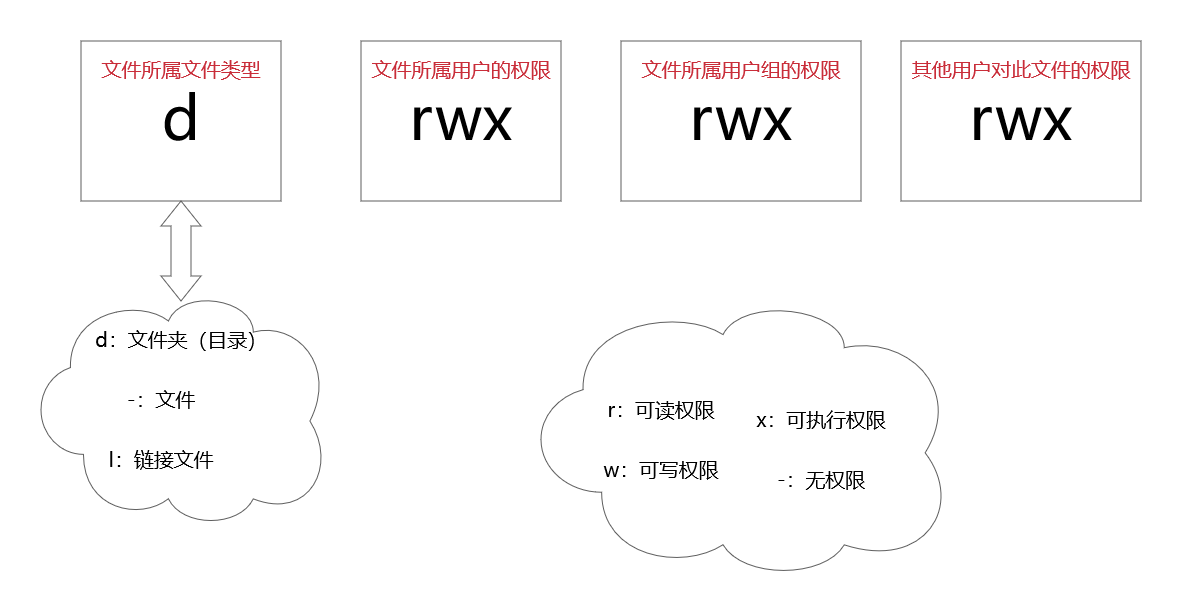 文件所属文件类型
d
文件所属用户的权限
rwx
文件所属用户组的权限
rwx
其他用户对此文件的权限
rwx
d：文件夹（目录）
-：文件
l：链接文件
r：可读权限
x：可执行权限
w：可写权限
-：无权限